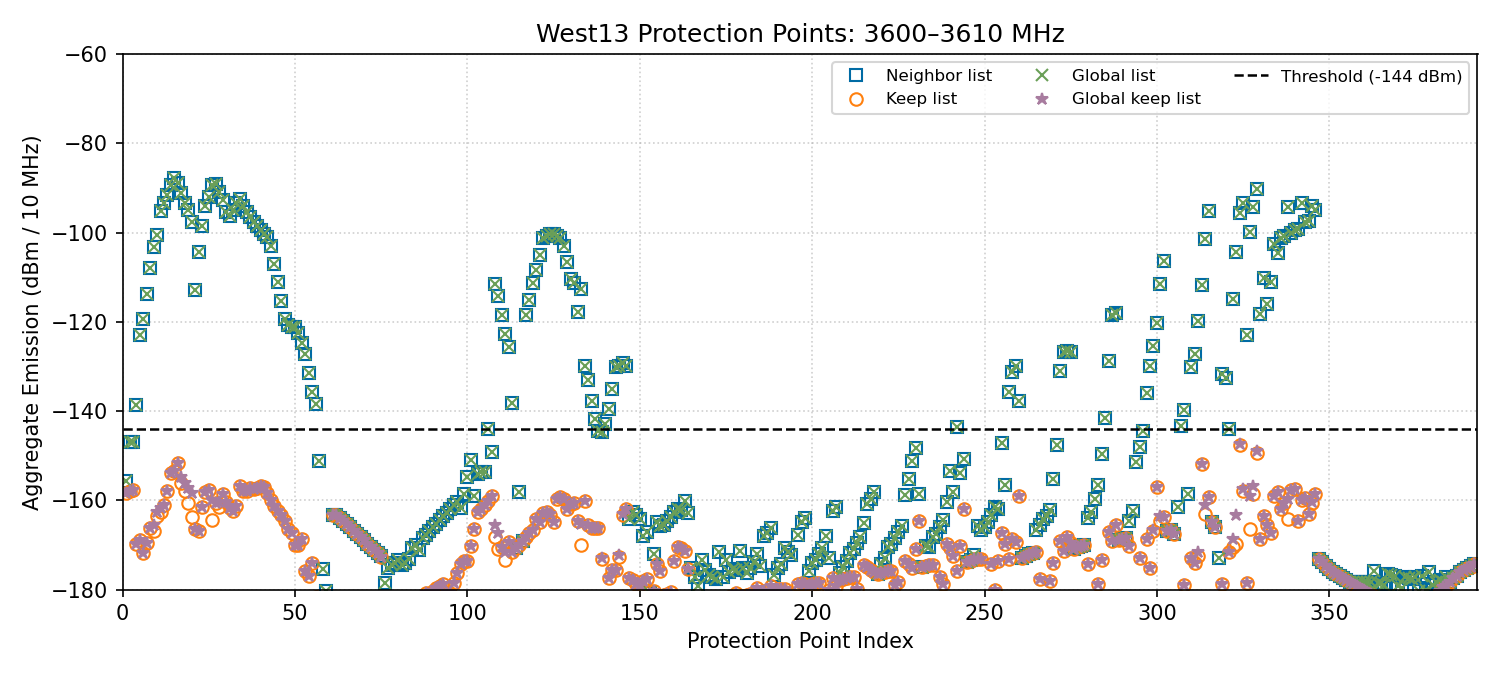 West13 Protection Points: 3600–3610 MHz
Neighbor list
Keep list
Global list
Global keep list
Threshold (-144 dBm)
Aggregate Emission (dBm / 10 MHz)
−60
−80
−100
−120
−140
−160
−180
0 50 100 150 200 250 300 350
Protection Point Index